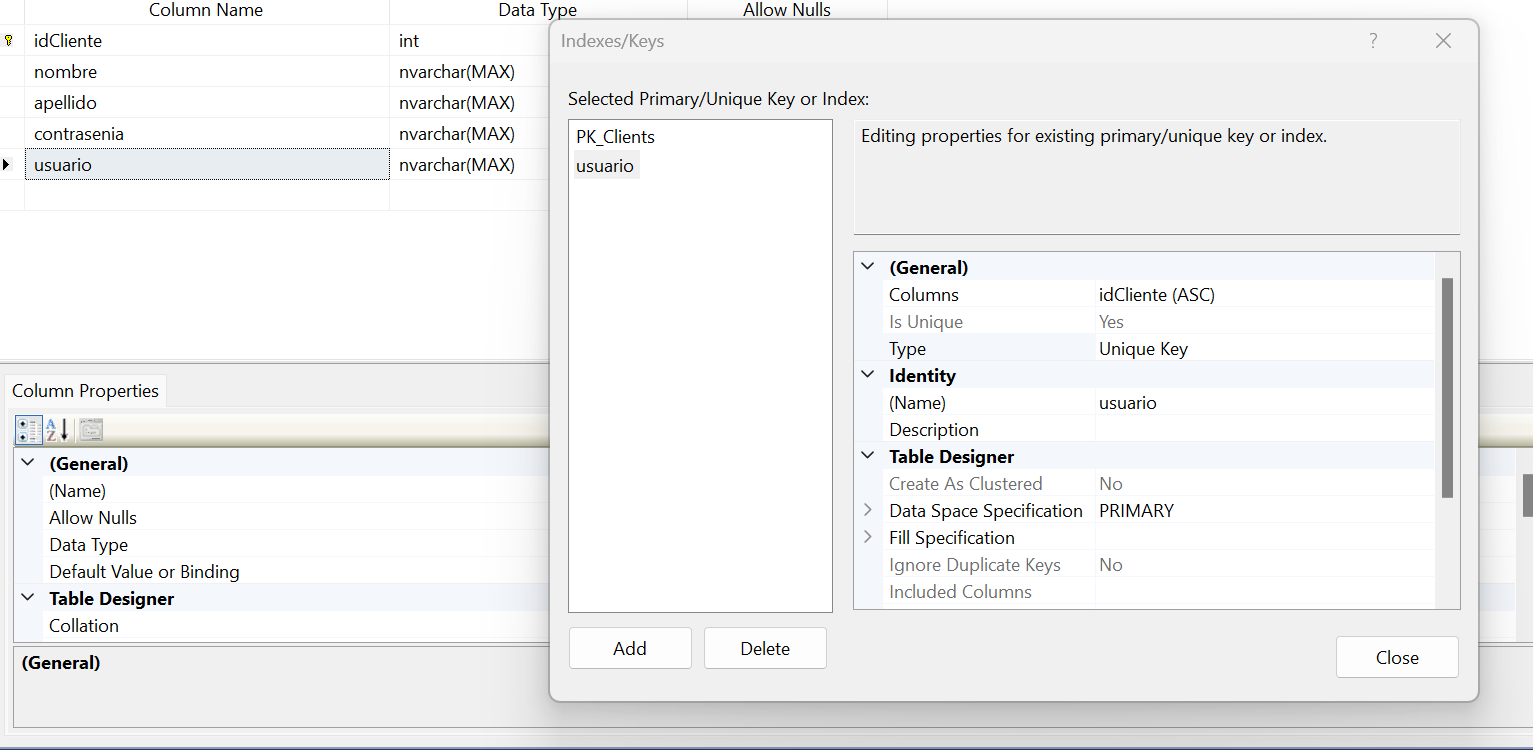 Column Name Data Type Allow Nulls
idCliente int
nombre nvarchar(MAX)
apellido nvarchar(MAX)
contrasenia nvarchar(MAX)
usuario nvarchar(MAX)
Column Properties
(General)
(Name)
Allow Nulls
Data Type
Default Value or Binding
Table Designer
Collation
(General)
Indexes/Keys ?
Selected Primary/Unique Key or Index:
PK_Clients
usuario
Add Delete
Editing properties for existing primary/unique key or index.
(General)
Columns idCliente (ASC)
Is Unique Yes
Type Unique Key
Identity
(Name) usuario
Description
Table Designer
Create As Clustered No
Data Space Specification PRIMARY
Fill Specification
Ignore Duplicate Keys No
Included Columns
Close